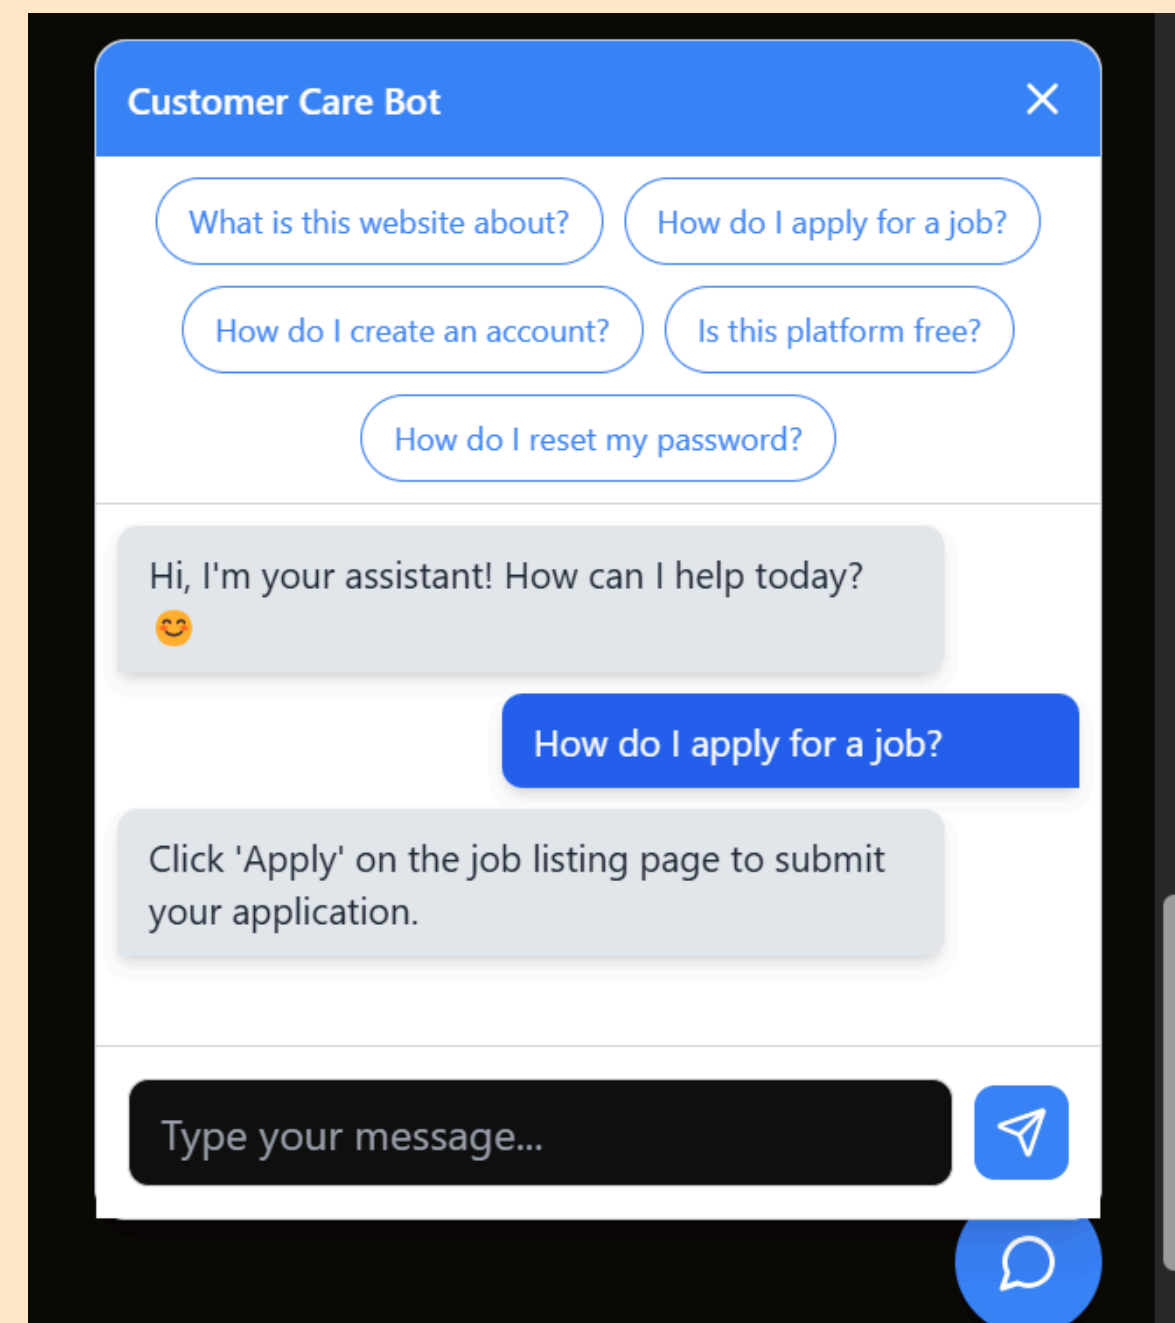 Customer Care Bot
What is this website about?
How do I apply for a job?
How do I create an account?
Is this platform free?
How do I reset my password?
Hi, I'm your assistant! How can I help today?
😊
How do I apply for a job?
Click 'Apply' on the job listing page to submit
your application.
Type your message...